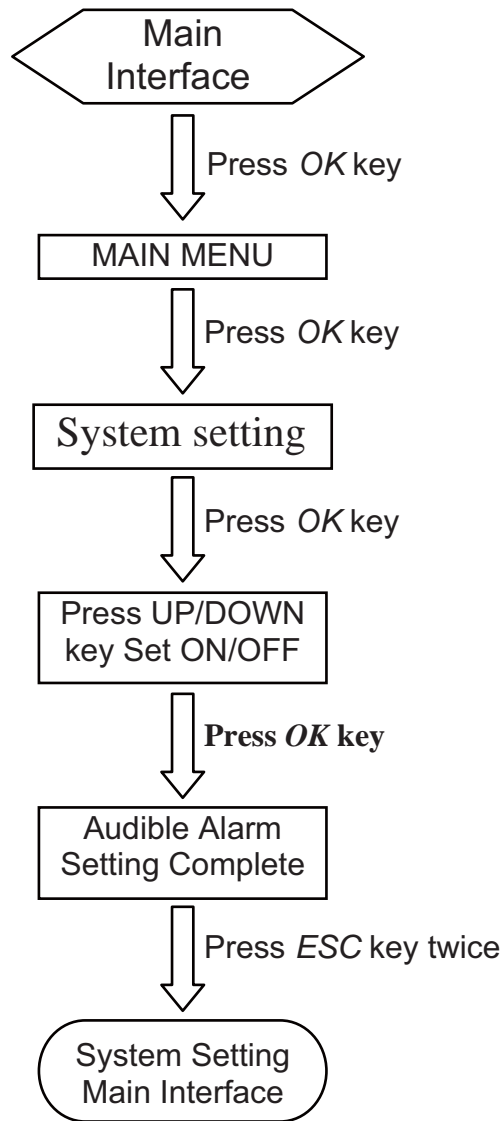 Main
Interface
Press OK key
MAIN MENU
Press OK key
System setting
Press OK key
Press UP/DOWN
key Set ON/OFF
Press OK key
Audible Alarm
Setting Complete
Press ESC key twice
System Setting
Main Interface